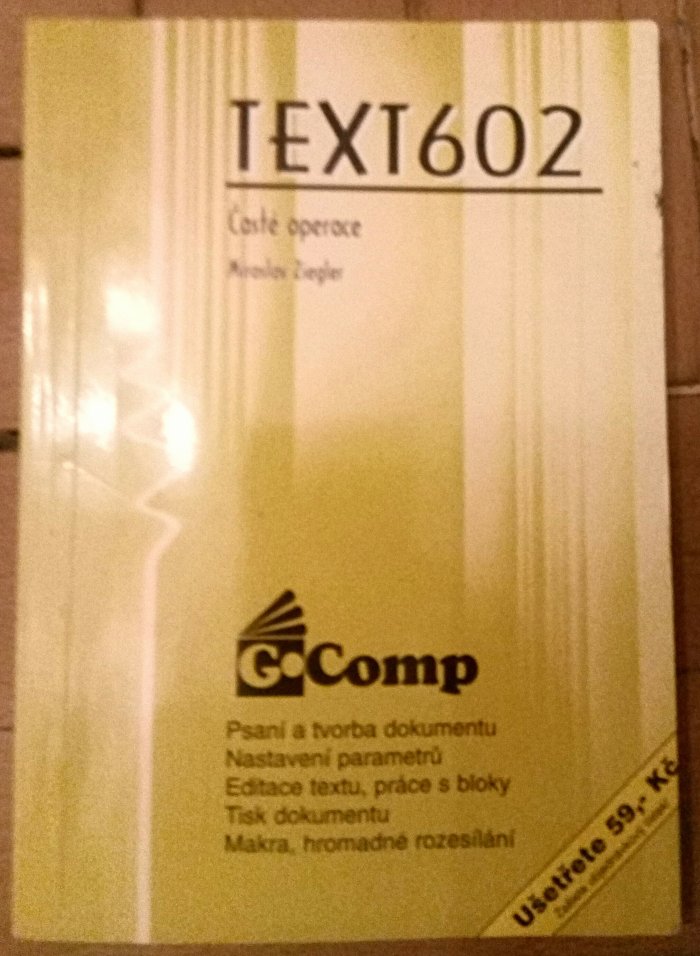 TEXT602
Časté operace
Miroslav Ziegler
G·Comp
Psaní a tvorba dokumentu
Nastavení parametrů
Editace textu, práce s bloky
Tisk dokumentu
Makra, hromadné rozesílání
Ušetřete 59,- Kč